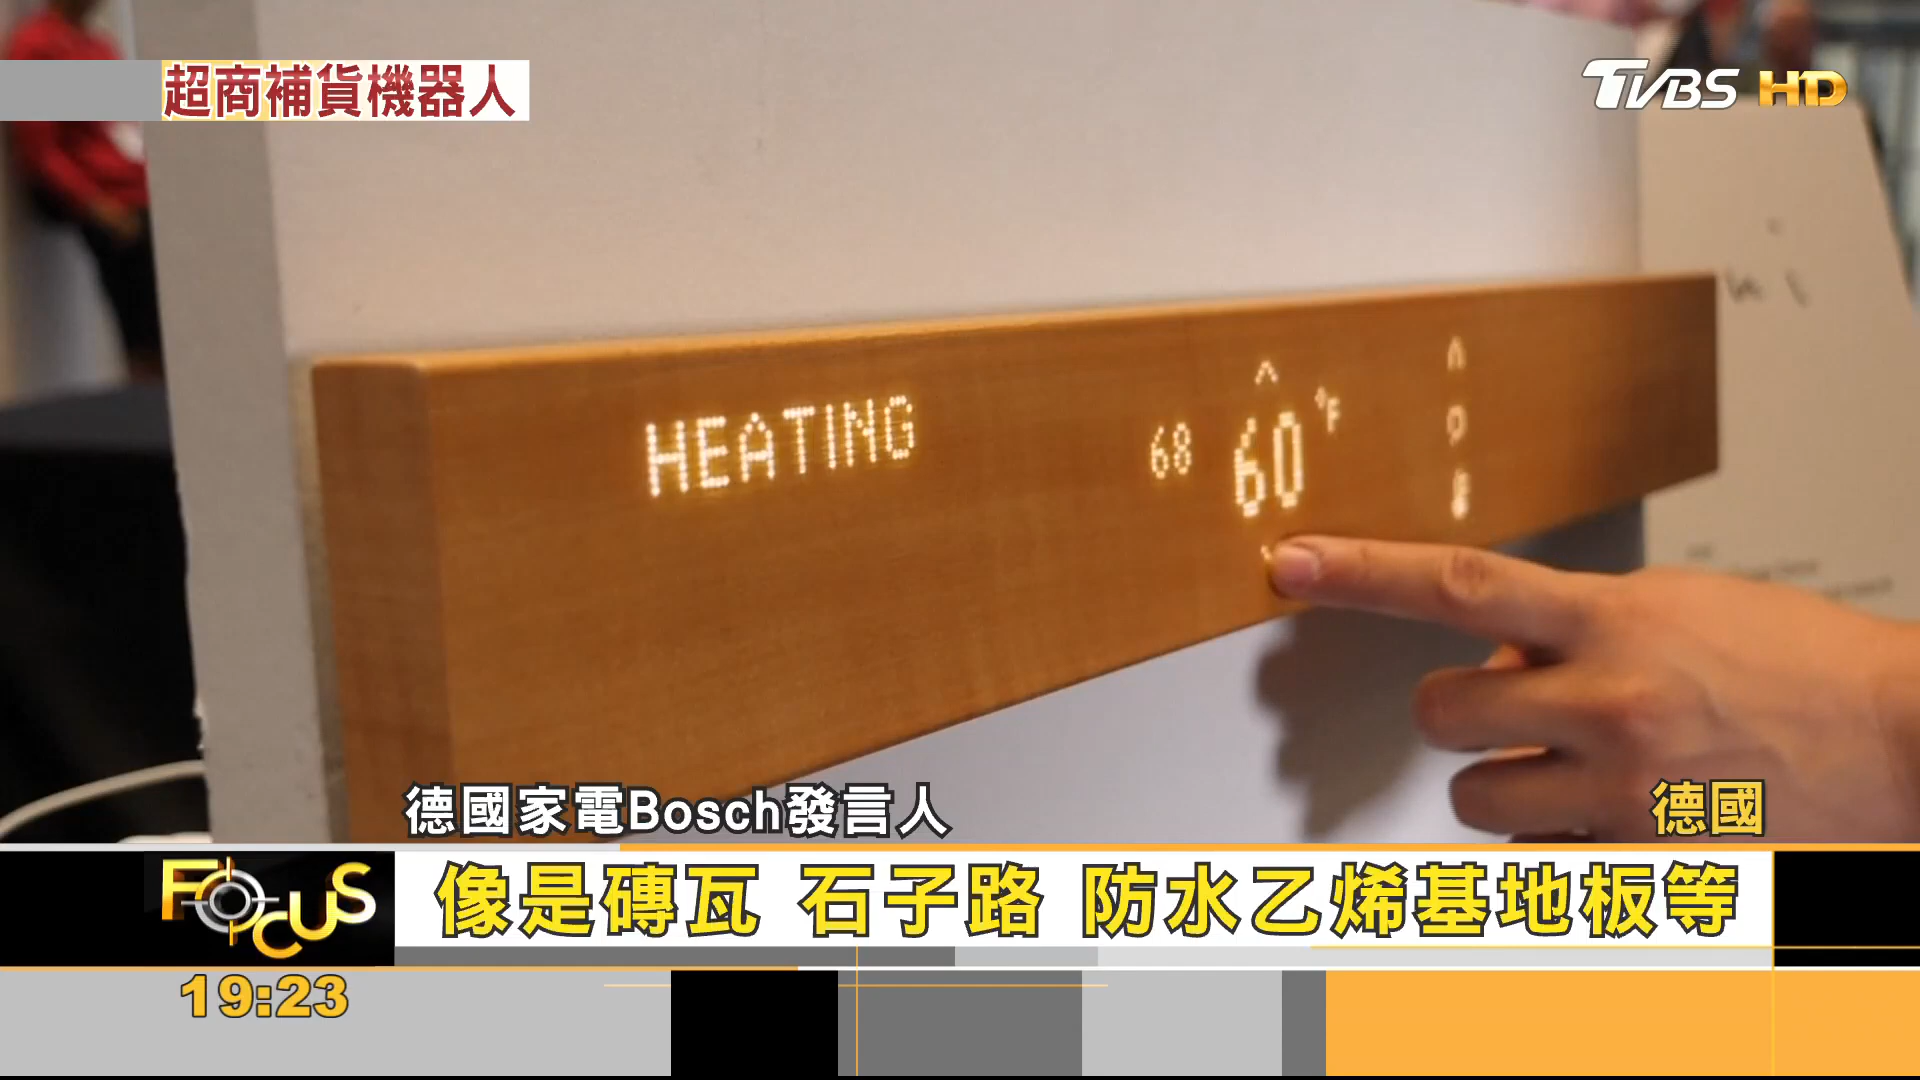 超商補貨機器人
TVBS HD
HEATING
68
60
°F
德國家電Bosch發言人
德國
FOCUS
像是磚瓦 石子路 防水乙烯基地板等
19:23